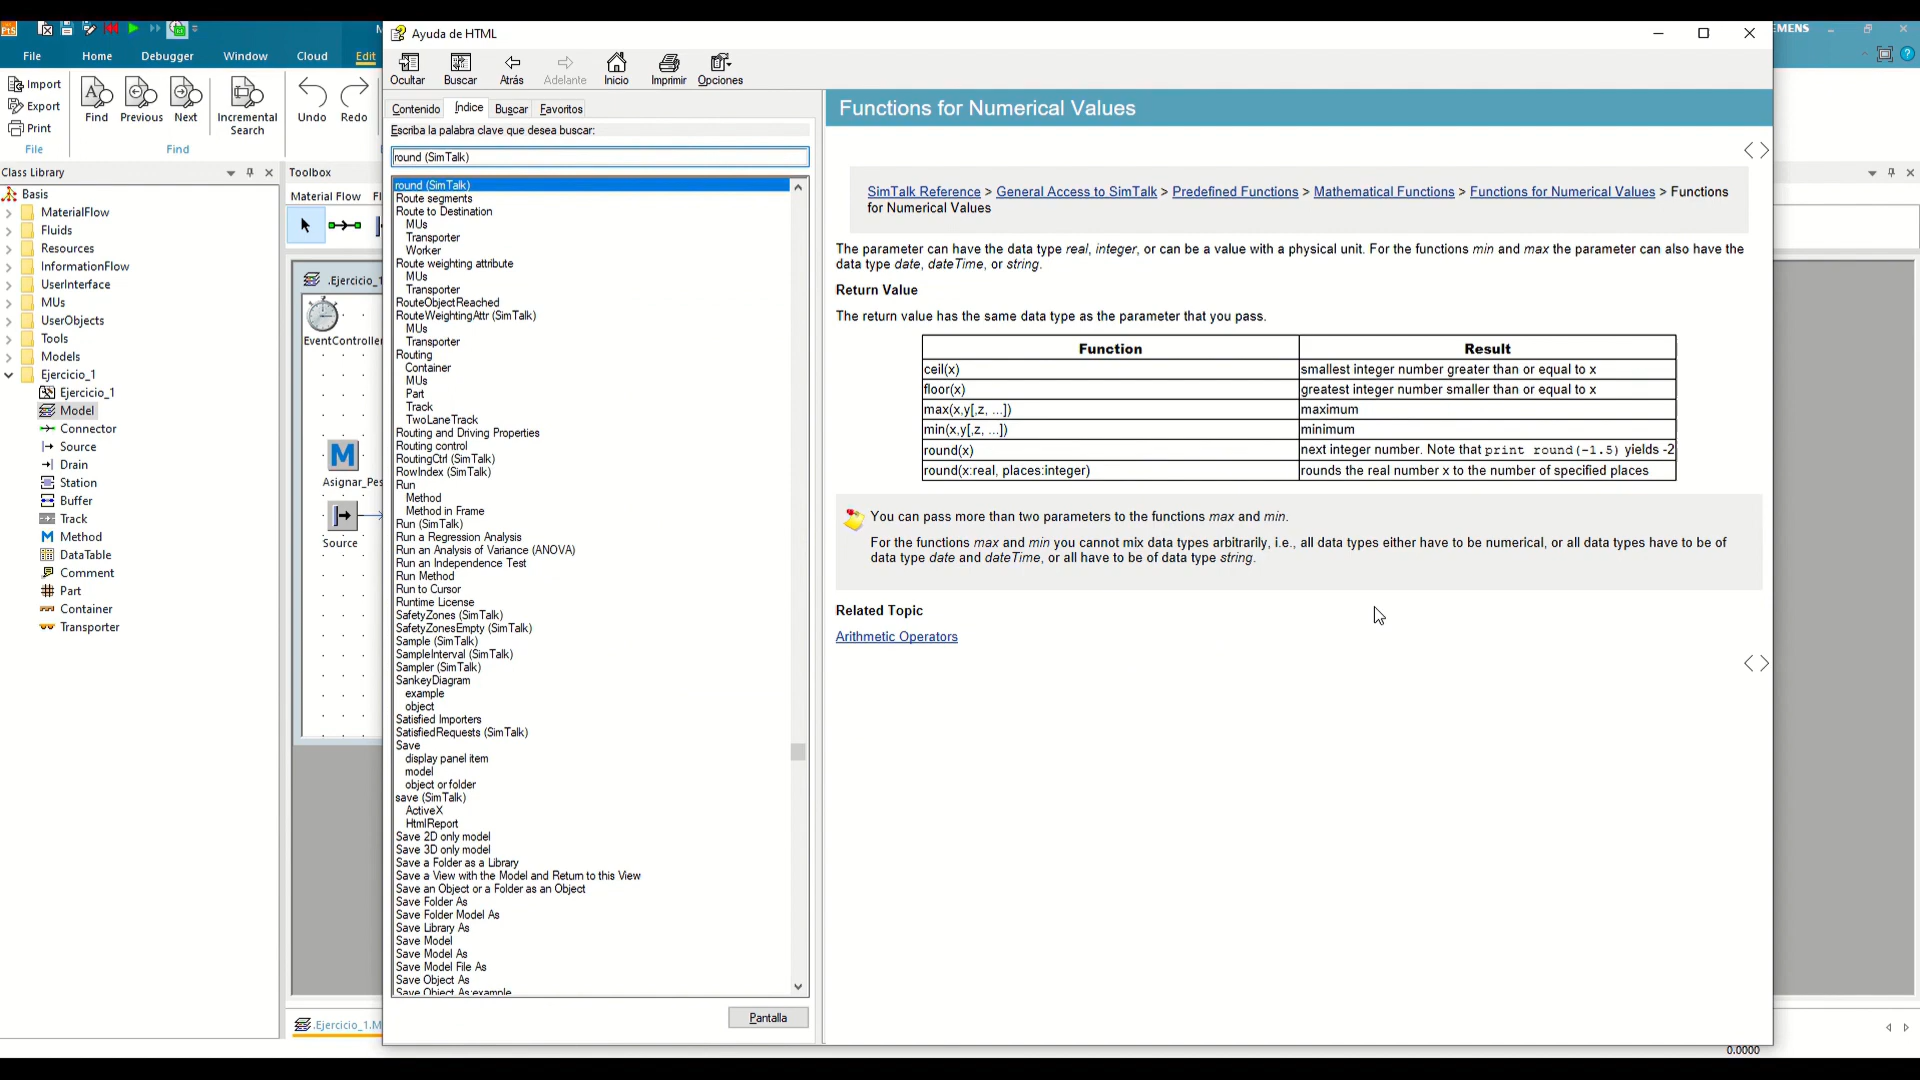 PtS
Ayuda de HTML
EMENS
File
Home
Debugger
Window
Cloud
Edit
Import
Export
Print
Find
Previous
Next
Incremental
Search
Undo
Redo
File
Find
Ocultar
Buscar
Atrás
Adelante
Inicio
Imprimir
Opciones
Contenido
Índice
Buscar
Favoritos
Escriba la palabra clave que desea buscar:
round (SimTalk)
Class Library
Toolbox
Material Flow
Basis
MaterialFlow
Fluids
Resources
InformationFlow
UserInterface
MUs
UserObjects
Tools
Models
Ejercicio_1
Ejercicio_1
Model
Connector
Source
Drain
Station
Buffer
Track
Method
DataTable
Comment
Part
Container
Transporter
.Ejercicio_1
EventController
M
Asignar_Pes
Source
.Ejercicio_1.M
round (SimTalk)
Route segments
Route to Destination
MUs
Transporter
Worker
Route weighting attribute
MUs
Transporter
RouteObjectReached
RouteWeightingAttr (SimTalk)
MUs
Transporter
Routing
Container
MUs
Part
Track
TwoLaneTrack
Routing and Driving Properties
Routing control
RoutingCtrl (SimTalk)
RowIndex (SimTalk)
Run
Method
Method in Frame
Run (SimTalk)
Run a Regression Analysis
Run an Analysis of Variance (ANOVA)
Run an Independence Test
Run Method
Run to Cursor
Runtime License
SafetyZones (SimTalk)
SafetyZonesEmpty (SimTalk)
Sample (SimTalk)
SampleInterval (SimTalk)
Sampler (SimTalk)
SankeyDiagram
example
object
Satisfied Importers
SatisfiedRequests (SimTalk)
Save
display panel item
model
object or folder
save (SimTalk)
ActiveX
HtmlReport
Save 2D only model
Save 3D only model
Save a Folder as a Library
Save a View with the Model and Return to this View
Save an Object or a Folder as an Object
Save Folder As
Save Folder Model As
Save Library As
Save Model
Save Model As
Save Model File As
Save Object As
Save Object As:example
Pantalla
Functions for Numerical Values
SimTalk Reference > General Access to SimTalk > Predefined Functions > Mathematical Functions > Functions for Numerical Values > Functions
for Numerical Values
The parameter can have the data type real, integer, or can be a value with a physical unit. For the functions min and max the parameter can also have the
data type date, dateTime, or string.
Return Value
The return value has the same data type as the parameter that you pass.
Function Result
ceil(x) smallest integer number greater than or equal to x
floor(x) greatest integer number smaller than or equal to x
max(x,y[,z, ...]) maximum
min(x,y[,z, ...]) minimum
round(x) next integer number. Note that print round(-1.5) yields -2
round(x:real, places:integer) rounds the real number x to the number of specified places
You can pass more than two parameters to the functions max and min.
For the functions max and min you cannot mix data types arbitrarily, i.e., all data types either have to be numerical, or all data types have to be of
data type date and dateTime, or all have to be of data type string.
Related Topic
Arithmetic Operators
0.0000